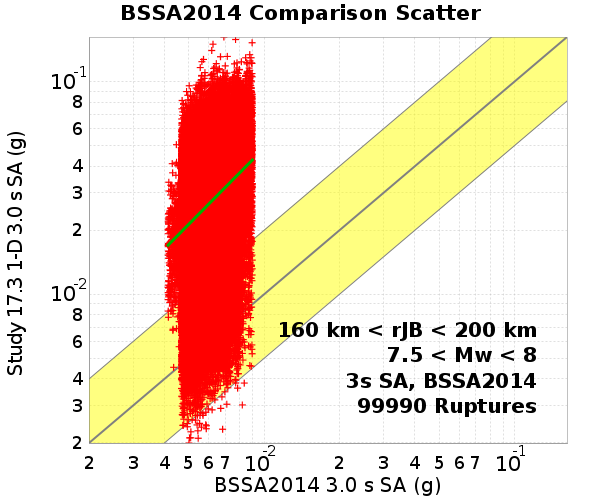 BSSA2014 Comparison Scatter
Study 17.3 1-D 3.0 s SA (g)
10-1
8
6
4
3
2
10-2
8
6
4
3
2
160 km < rJB < 200 km
7.5 < Mw < 8
3s SA, BSSA2014
99990 Ruptures
2 3 4 5 6 7 10-2 2 3 4 5 6 7 10-1
BSSA2014 3.0 s SA (g)